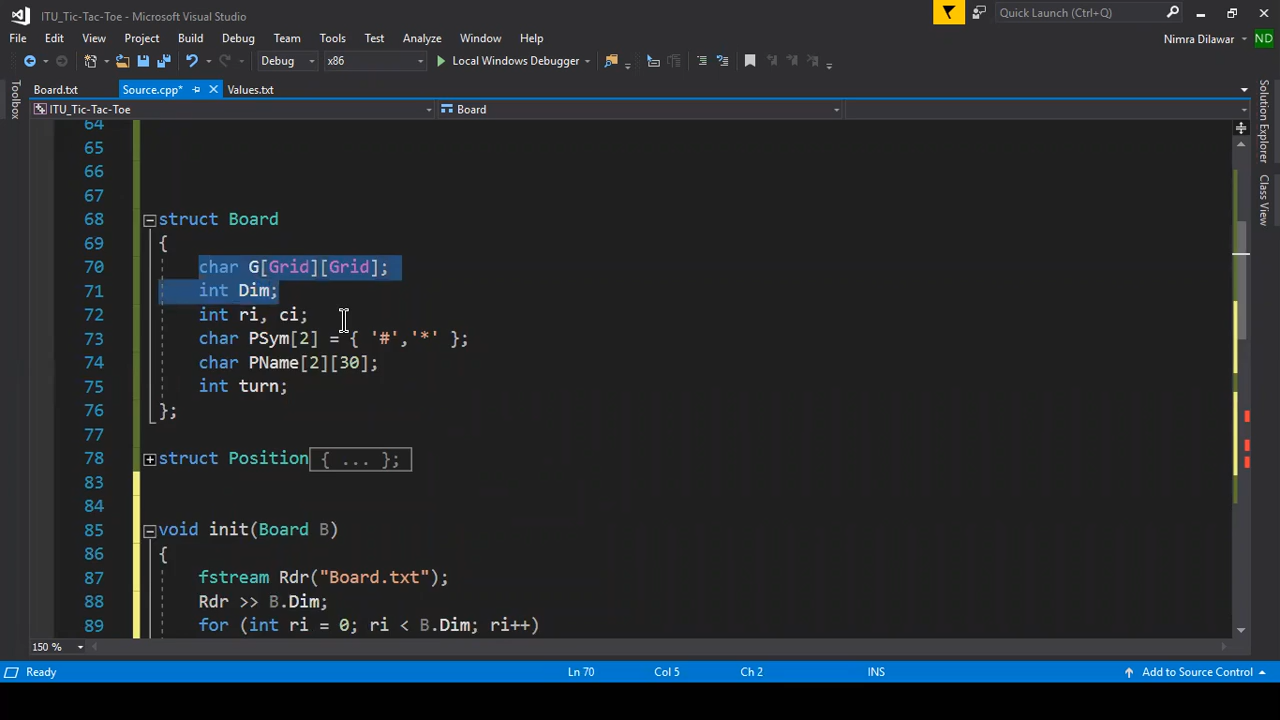 ITU_Tic-Tac-Toe - Microsoft Visual Studio
Quick Launch (Ctrl+Q)
File Edit View Project Build Debug Team Tools Test Analyze Window Help
Nimra Dilawar ND
Debug x86 Local Windows Debugger
Board.txt Source.cpp* Values.txt
ITU_Tic-Tac-Toe Board
Toolbox
Solution Explorer
Class View
64
65
66
67
68 struct Board
69 {
70 char G[Grid][Grid];
71 int Dim;
72 int ri, ci;
73 char PSym[2] = { '#','*' };
74 char PName[2][30];
75 int turn;
76 };
77
78 struct Position { ... };
83
84
85 void init(Board B)
86 {
87 fstream Rdr("Board.txt");
88 Rdr >> B.Dim;
89 for (int ri = 0; ri < B.Dim; ri++)
150 %
Ready Ln 70 Col 5 Ch 2 INS Add to Source Control